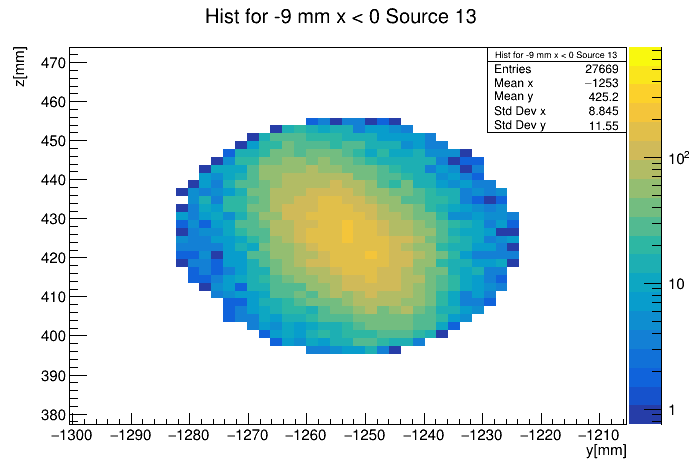 Hist for -9 mm x < 0 Source 13
z[mm]
470
460
450
440
430
420
410
400
390
380
−1300 −1290 −1280 −1270 −1260 −1250 −1240 −1230 −1220 −1210
y[mm]
Hist for -9 mm x < 0 Source 13
Entries 27669
Mean x −1253
Mean y 425.2
Std Dev x 8.845
Std Dev y 11.55
10²
10
1